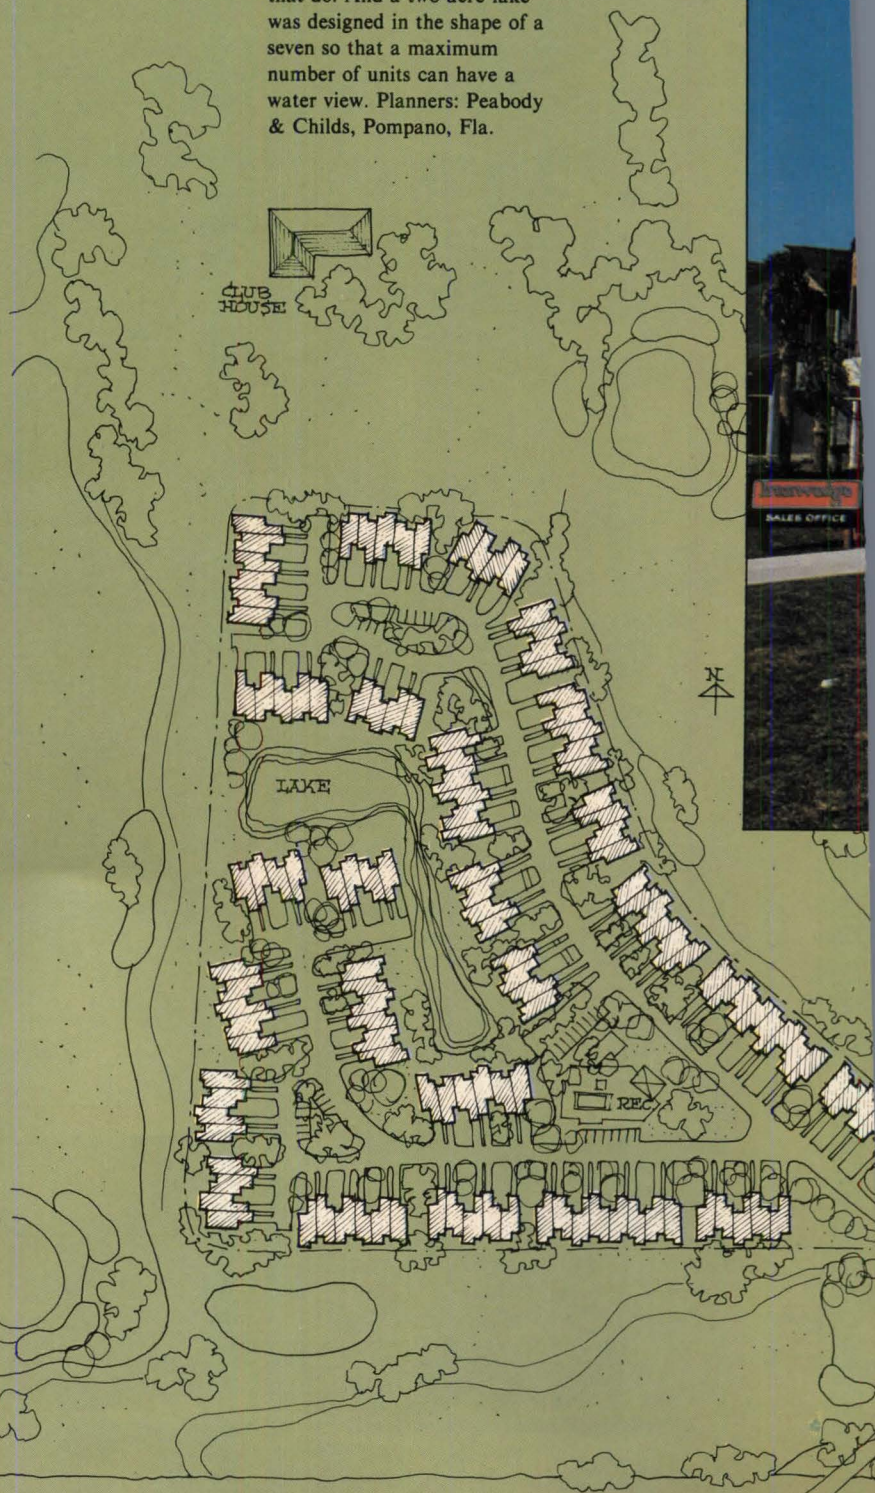 was designed in the shape of a
seven so that a maximum
number of units can have a
water view. Planners: Peabody
& Childs, Pompano, Fla.
CLUB
HOUSE
N
SALES OFFICE
LAKE
REC